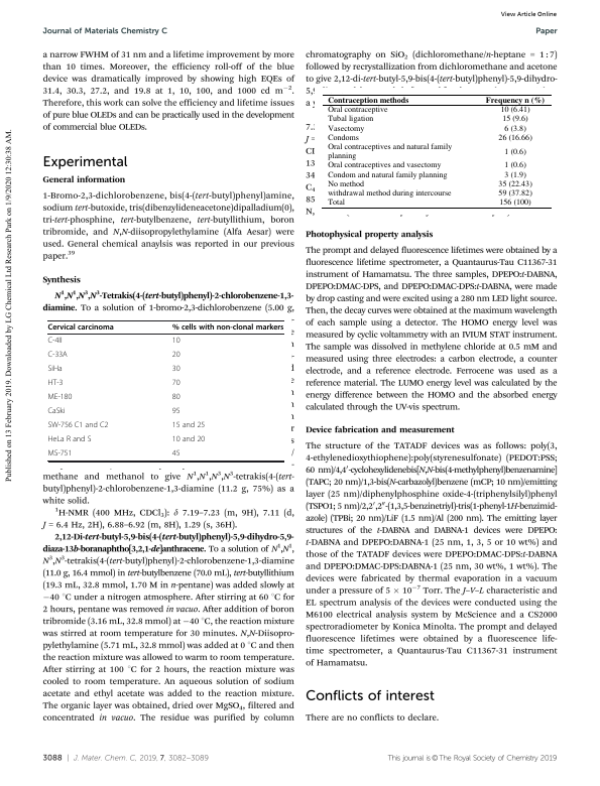 View Article Online
Journal of Materials Chemistry C
Paper
Published on 13 February 2019. Downloaded by LG Chemical Ltd Research Park on 1/9/2020 12:30:38 AM.
a narrow FWHM of 31 nm and a lifetime improvement by more
than 10 times. Moreover, the efficiency roll-off of the blue
device was dramatically improved by showing high EQEs of
31.4, 30.3, 27.2, and 19.8 at 1, 10, 100, and 1000 cd m⁻².
Therefore, this work can solve the efficiency and lifetime issues
of pure blue OLEDs and can be practically used in the development
of commercial blue OLEDs.
Experimental
General information
1-Bromo-2,3-dichlorobenzene, bis(4-(tert-butyl)phenyl)amine,
sodium tert-butoxide, tris(dibenzylideneacetone)dipalladium(0),
tri-tert-phosphine, tert-butylbenzene, tert-butyllithium, boron
tribromide, and N,N-diisopropylethylamine (Alfa Aesar) were
used. General chemical anaylsis was reported in our previous
paper.³⁹
Synthesis
N¹,N¹,N³,N³-Tetrakis(4-(tert-butyl)phenyl)-2-chlorobenzene-1,3-
diamine. To a solution of 1-bromo-2,3-dichlorobenzene (5.00 g,
Cervical carcinoma % cells with non-clonal markers
C-4II 10
C-33A 20
SiHa 30
HT-3 70
ME-180 80
CaSki 95
SW-756 C1 and C2 15 and 25
HeLa R and S 10 and 20
MS-751 45
methane and methanol to give N¹,N¹,N³,N³-tetrakis(4-(tert-
butyl)phenyl)-2-chlorobenzene-1,3-diamine (11.2 g, 75%) as a
white solid.
¹H-NMR (400 MHz, CDCl₃): δ 7.19–7.23 (m, 9H), 7.11 (d,
J = 6.4 Hz, 2H), 6.88–6.92 (m, 8H), 1.29 (s, 36H).
2,12-Di-tert-butyl-5,9-bis(4-(tert-butyl)phenyl)-5,9-dihydro-5,9-
diaza-13b-boranaphtho[3,2,1-de]anthracene. To a solution of N¹,N¹,
N³,N³-tetrakis(4-(tert-butyl)phenyl)-2-chlorobenzene-1,3-diamine
(11.0 g, 16.4 mmol) in tert-butylbenzene (70.0 mL), tert-butyllithium
(19.3 mL, 32.8 mmol, 1.70 M in n-pentane) was added slowly at
−40 °C under a nitrogen atmosphere. After stirring at 60 °C for
2 hours, pentane was removed in vacuo. After addition of boron
tribromide (3.16 mL, 32.8 mmol) at −40 °C, the reaction mixture
was stirred at room temperature for 30 minutes. N,N-Diisopro-
pylethylamine (5.71 mL, 32.8 mmol) was added at 0 °C and then
the reaction mixture was allowed to warm to room temperature.
After stirring at 100 °C for 2 hours, the reaction mixture was
cooled to room temperature. An aqueous solution of sodium
acetate and ethyl acetate was added to the reaction mixture.
The organic layer was obtained, dried over MgSO₄, filtered and
concentrated in vacuo. The residue was purified by column
chromatography on SiO₂ (dichloromethane/n-heptane = 1 : 7)
followed by recrystallization from dichloromethane and acetone
to give 2,12-di-tert-butyl-5,9-bis(4-(tert-butyl)phenyl)-5,9-dihydro-
Contraception methods Frequency n (%)
Oral contraceptive 10 (6.41)
Tubal ligation 15 (9.6)
Vasectomy 6 (3.8)
Condoms 26 (16.66)
Oral contraceptives and natural family
planning 1 (0.6)
Oral contraceptives and vasectomy 1 (0.6)
Condom and natural family planning 3 (1.9)
No method 35 (22.43)
withdrawal method during intercourse 59 (37.82)
Total 156 (100)
Photophysical property analysis
The prompt and delayed fluorescence lifetimes were obtained by a
fluorescence lifetime spectrometer, a Quantaurus-Tau C11367-31
instrument of Hamamatsu. The three samples, DPEPO:t-DABNA,
DPEPO:DMAC-DPS, and DPEPO:DMAC-DPS:t-DABNA, were made
by drop casting and were excited using a 280 nm LED light source.
Then, the decay curves were obtained at the maximum wavelength
of each sample using a detector. The HOMO energy level was
measured by cyclic voltammetry with an IVIUM STAT instrument.
The sample was dissolved in methylene chloride at 0.5 mM and
measured using three electrodes: a carbon electrode, a counter
electrode, and a reference electrode. Ferrocene was used as a
reference material. The LUMO energy level was calculated by the
energy difference between the HOMO and the absorbed energy
calculated through the UV-vis spectrum.
Device fabrication and measurement
The structure of the TATADF devices was as follows: poly(3,
4-ethylenedioxythiophene):poly(styrenesulfonate) (PEDOT:PSS;
60 nm)/4,4′-cyclohexylidenebis[N,N-bis(4-methylphenyl)benzenamine]
(TAPC; 20 nm)/1,3-bis(N-carbazolyl)benzene (mCP; 10 nm)/emitting
layer (25 nm)/diphenylphosphine oxide-4-(triphenylsilyl)phenyl
(TSPO1; 5 nm)/2,2′,2″-(1,3,5-benzinetriyl)-tris(1-phenyl-1H-benzimid-
azole) (TPBi; 20 nm)/LiF (1.5 nm)/Al (200 nm). The emitting layer
structures of the t-DABNA and DABNA-1 devices were DPEPO:
t-DABNA and DPEPO:DABNA-1 (25 nm, 1, 3, 5 or 10 wt%) and
those of the TATADF devices were DPEPO:DMAC-DPS:t-DABNA
and DPEPO:DMAC-DPS:DABNA-1 (25 nm, 30 wt%, 1 wt%). The
devices were fabricated by thermal evaporation in a vacuum
under a pressure of 5 × 10⁻⁷ Torr. The J–V–L characteristic and
EL spectrum analysis of the devices were conducted using the
M6100 electrical analysis system by McScience and a CS2000
spectroradiometer by Konica Minolta. The prompt and delayed
fluorescence lifetimes were obtained by a fluorescence life-
time spectrometer, a Quantaurus-Tau C11367-31 instrument
of Hamamatsu.
Conflicts of interest
There are no conflicts to declare.
3088 | J. Mater. Chem. C, 2019, 7, 3082–3089
This journal is © The Royal Society of Chemistry 2019